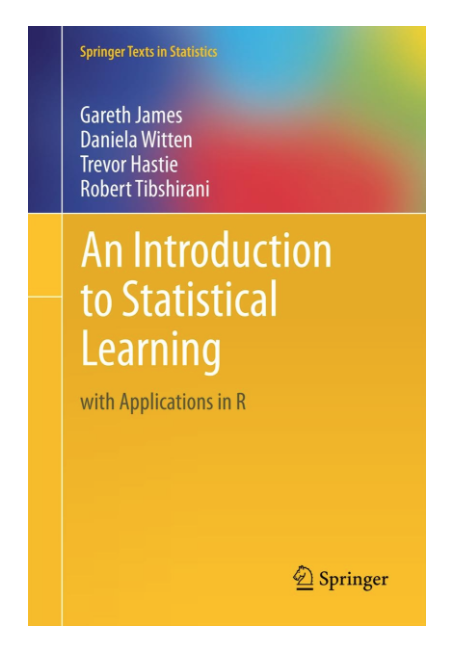 Springer Texts in Statistics
Gareth James
Daniela Witten
Trevor Hastie
Robert Tibshirani
An Introduction
to Statistical
Learning
with Applications in R
Springer